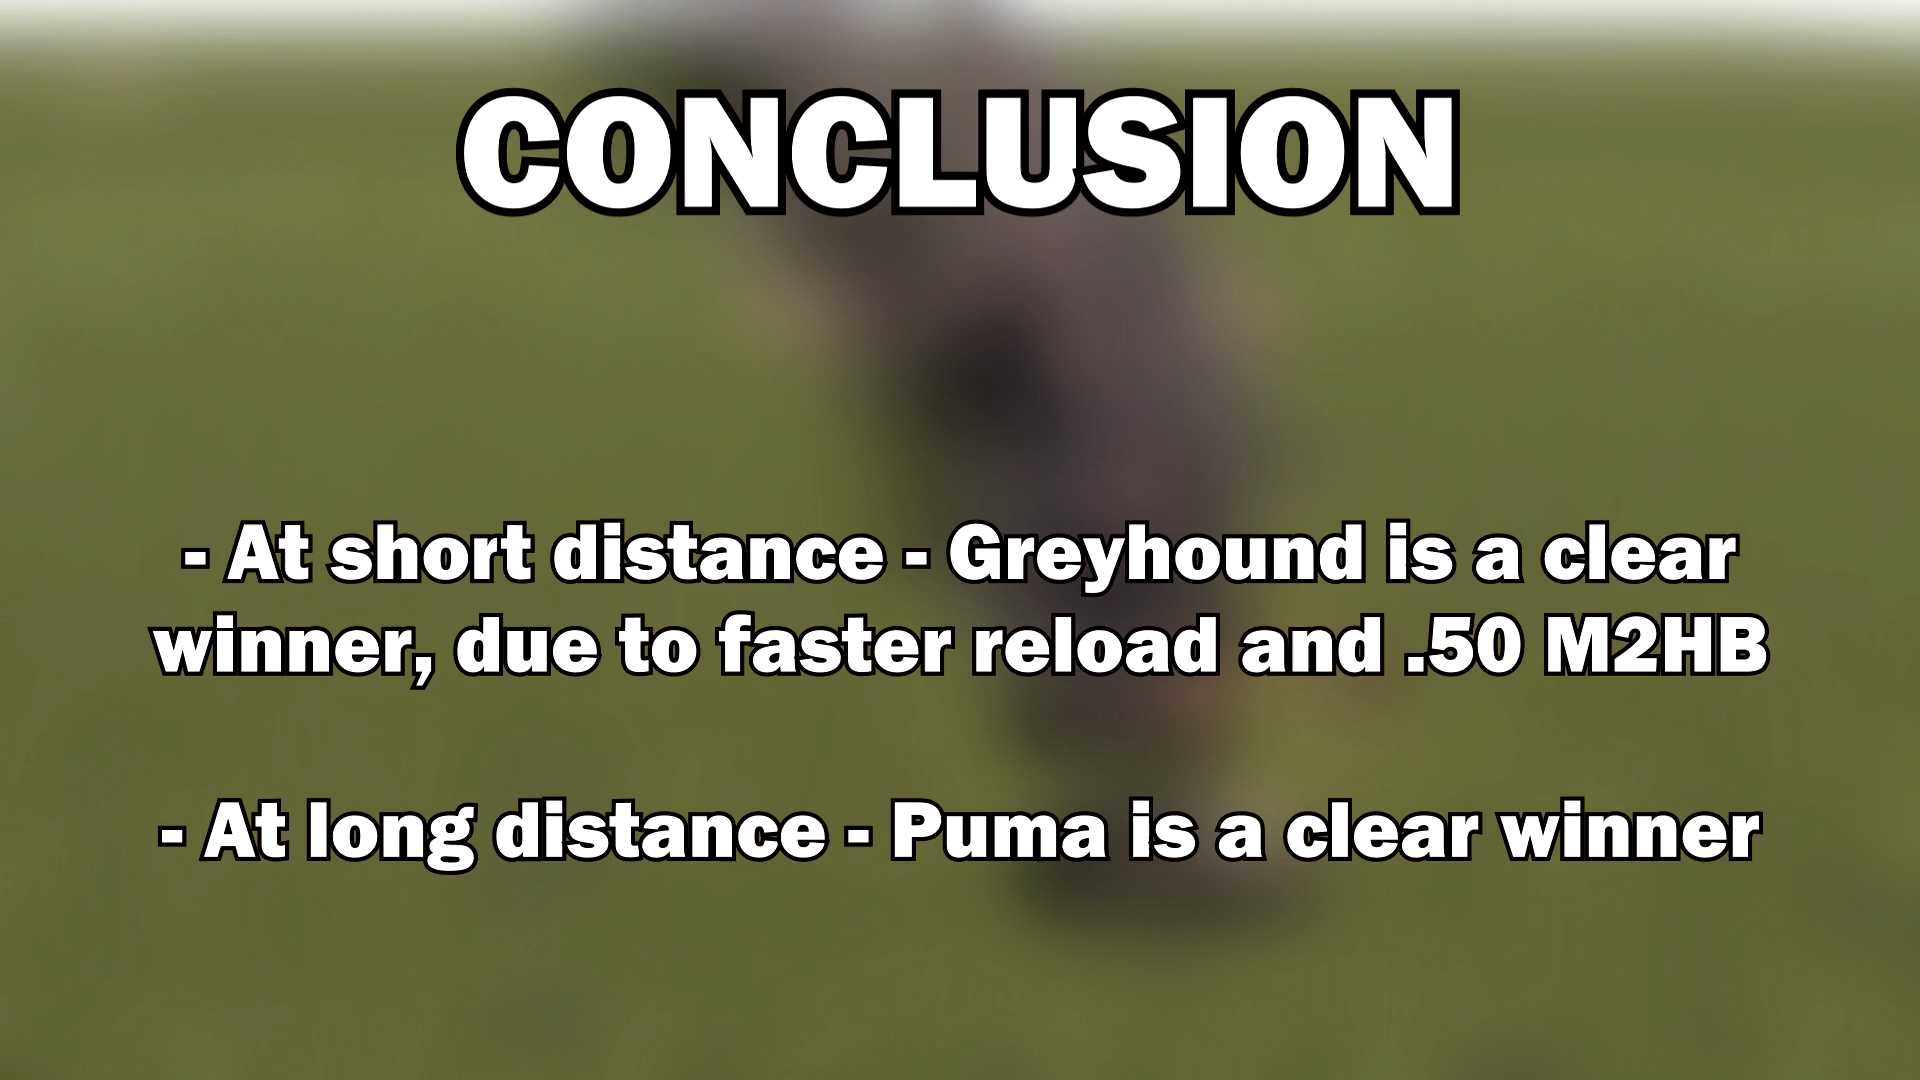 CONCLUSION
- At short distance - Greyhound is a clear
winner, due to faster reload and .50 M2HB
- At long distance - Puma is a clear winner